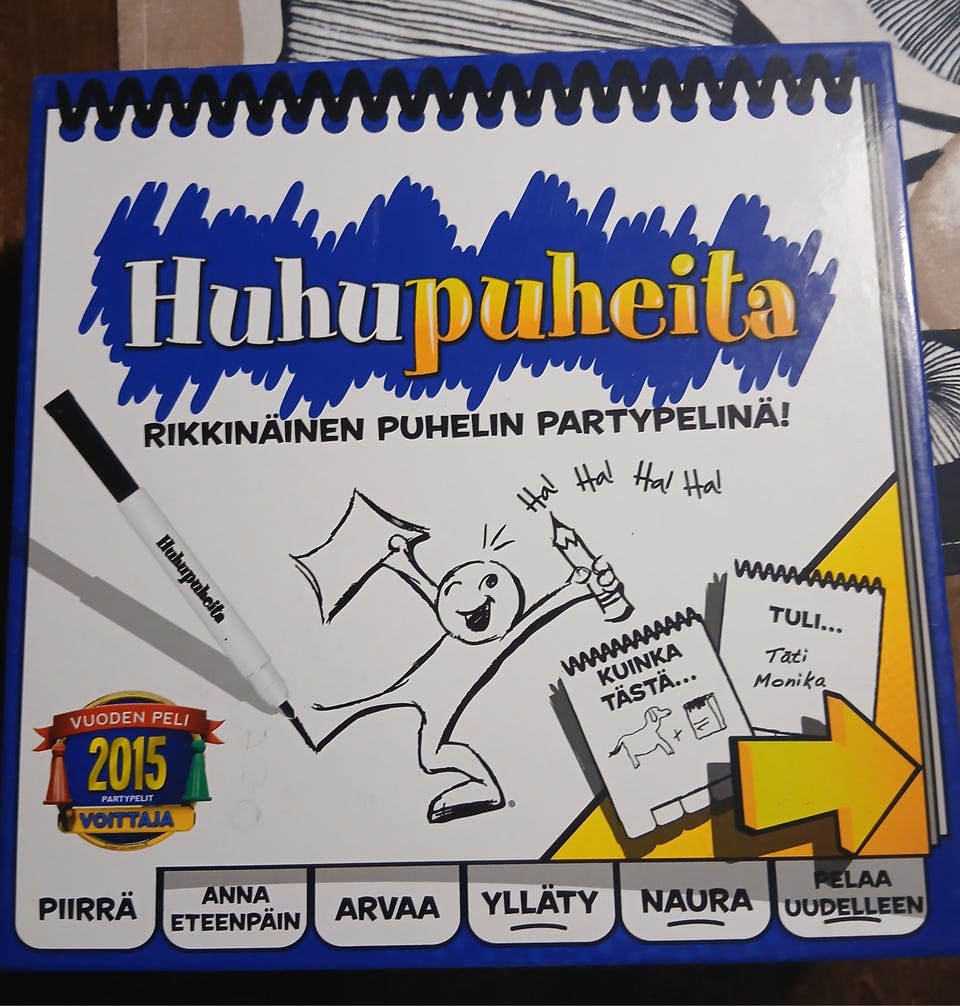 Huhupuheita
RIKKINÄINEN PUHELIN PARTYPELINÄ!
Ha! Ha! Ha! Ha!
Huhupuheita
KUINKA
TÄSTÄ...
+
TULI...
Täti
Monika
VUODEN PELI
2015
PARTYPELIT
VOITTAJA
PIIRRÄ
ANNA
ETEENPÄIN
ARVAA
YLLÄTY
NAURA
PELAA
UUDELLEEN